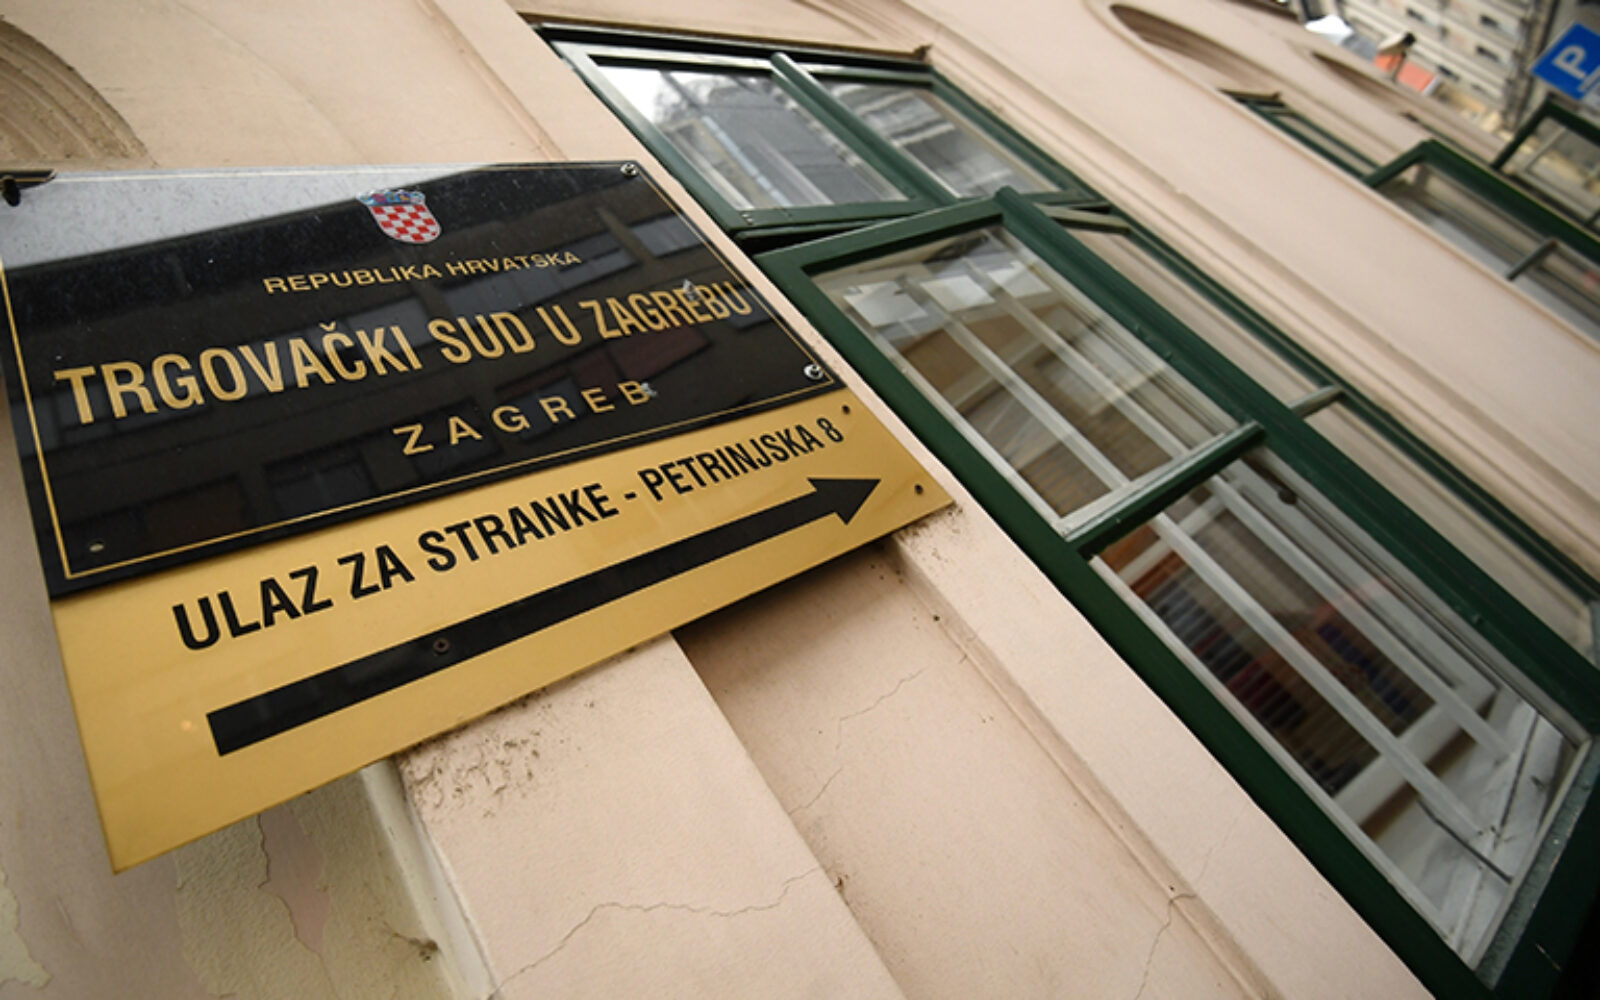 REPUBLIKA HRVATSKA
TRGOVAČKI SUD U ZAGREBU
ZAGREB
ULAZ ZA STRANKE - PETRINJSKA 8
P